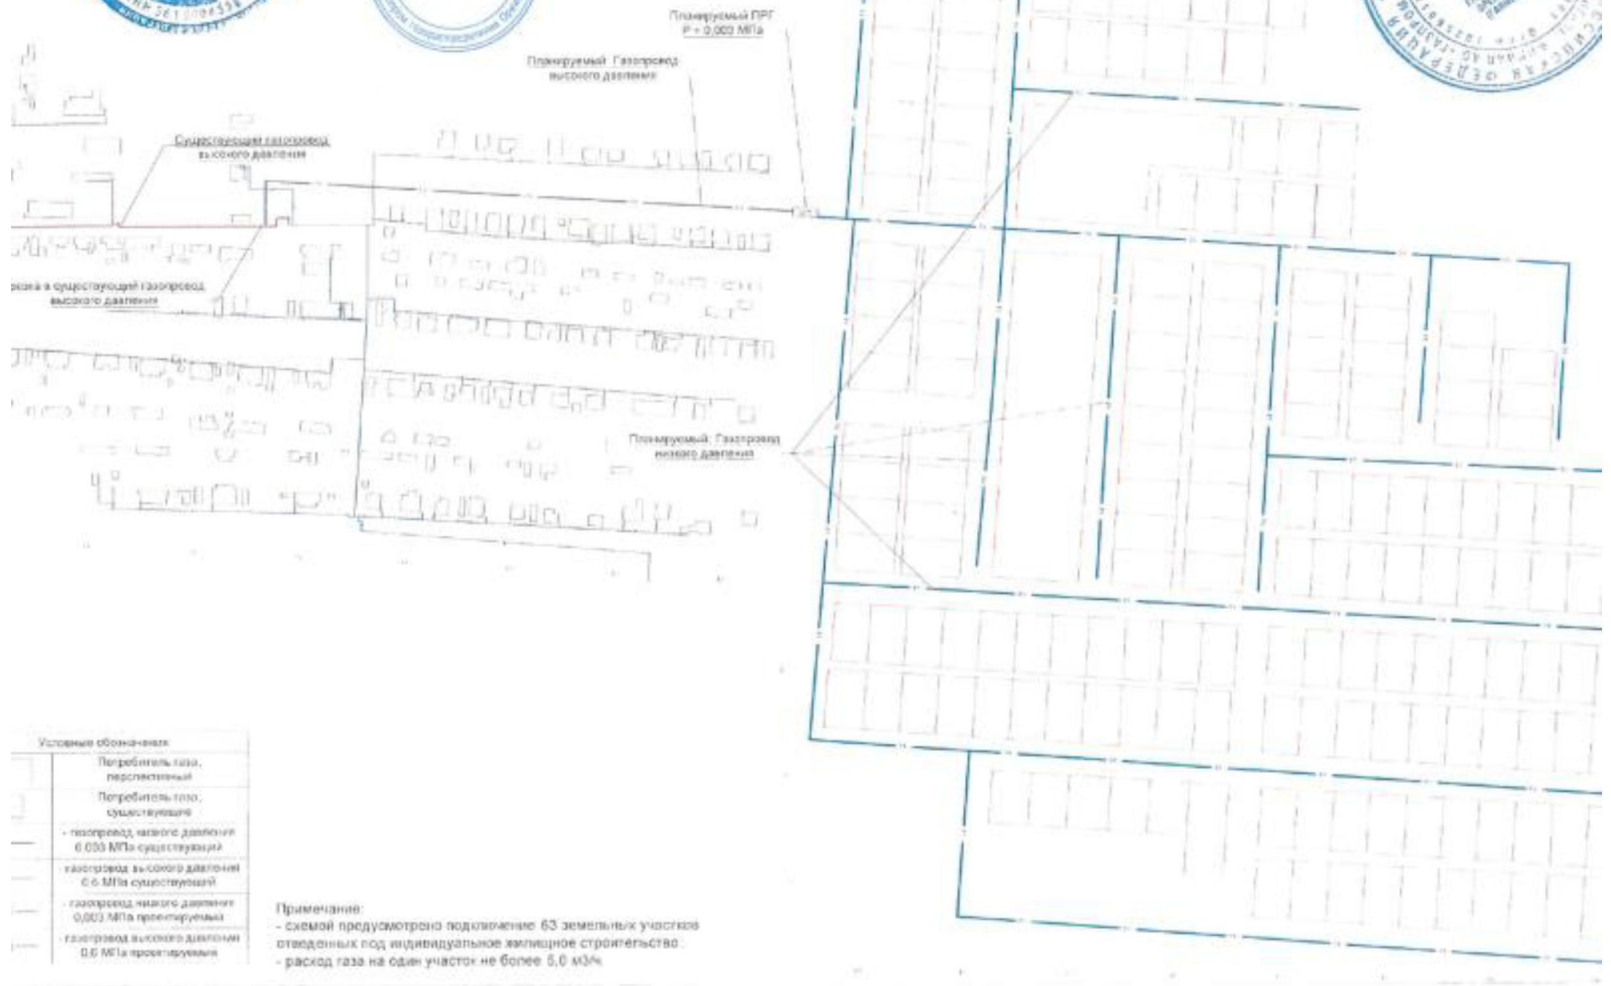 Планируемый ПРГ
Р = 0,003 МПа
Планируемый Газопровод
высокого давления
Существующий газопровод
высокого давления
в существующий газопровод
высокого давления
Планируемый Газопровод
низкого давления
Условные обозначения
Потребитель газа,
перспективный
Потребитель газа,
существующий
- газопровод низкого давления
0,003 МПа существующий
- газопровод высокого давления
0,6 МПа существующий
- газопровод низкого давления
0,003 МПа проектируемый
- газопровод высокого давления
0,6 МПа проектируемый
Примечание:
- схемой предусмотрено подключение 63 земельных участков
отведенных под индивидуальное жилищное строительство
- расход газа на один участок не более 5,0 м3/ч